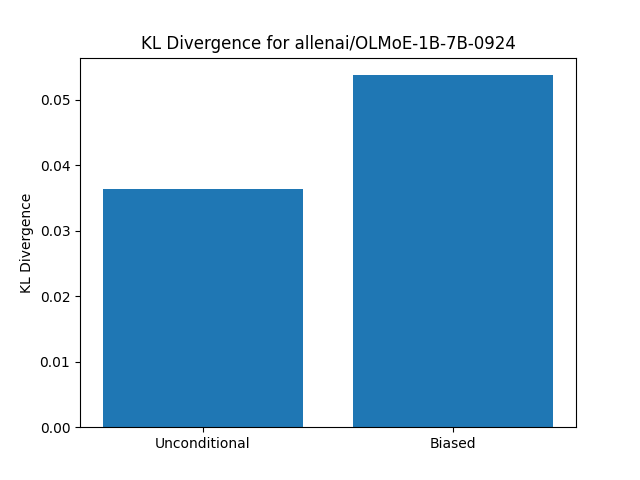 KL Divergence for allenai/OLMoE-1B-7B-0924
KL Divergence
0.05
0.04
0.03
0.02
0.01
0.00
Unconditional
Biased